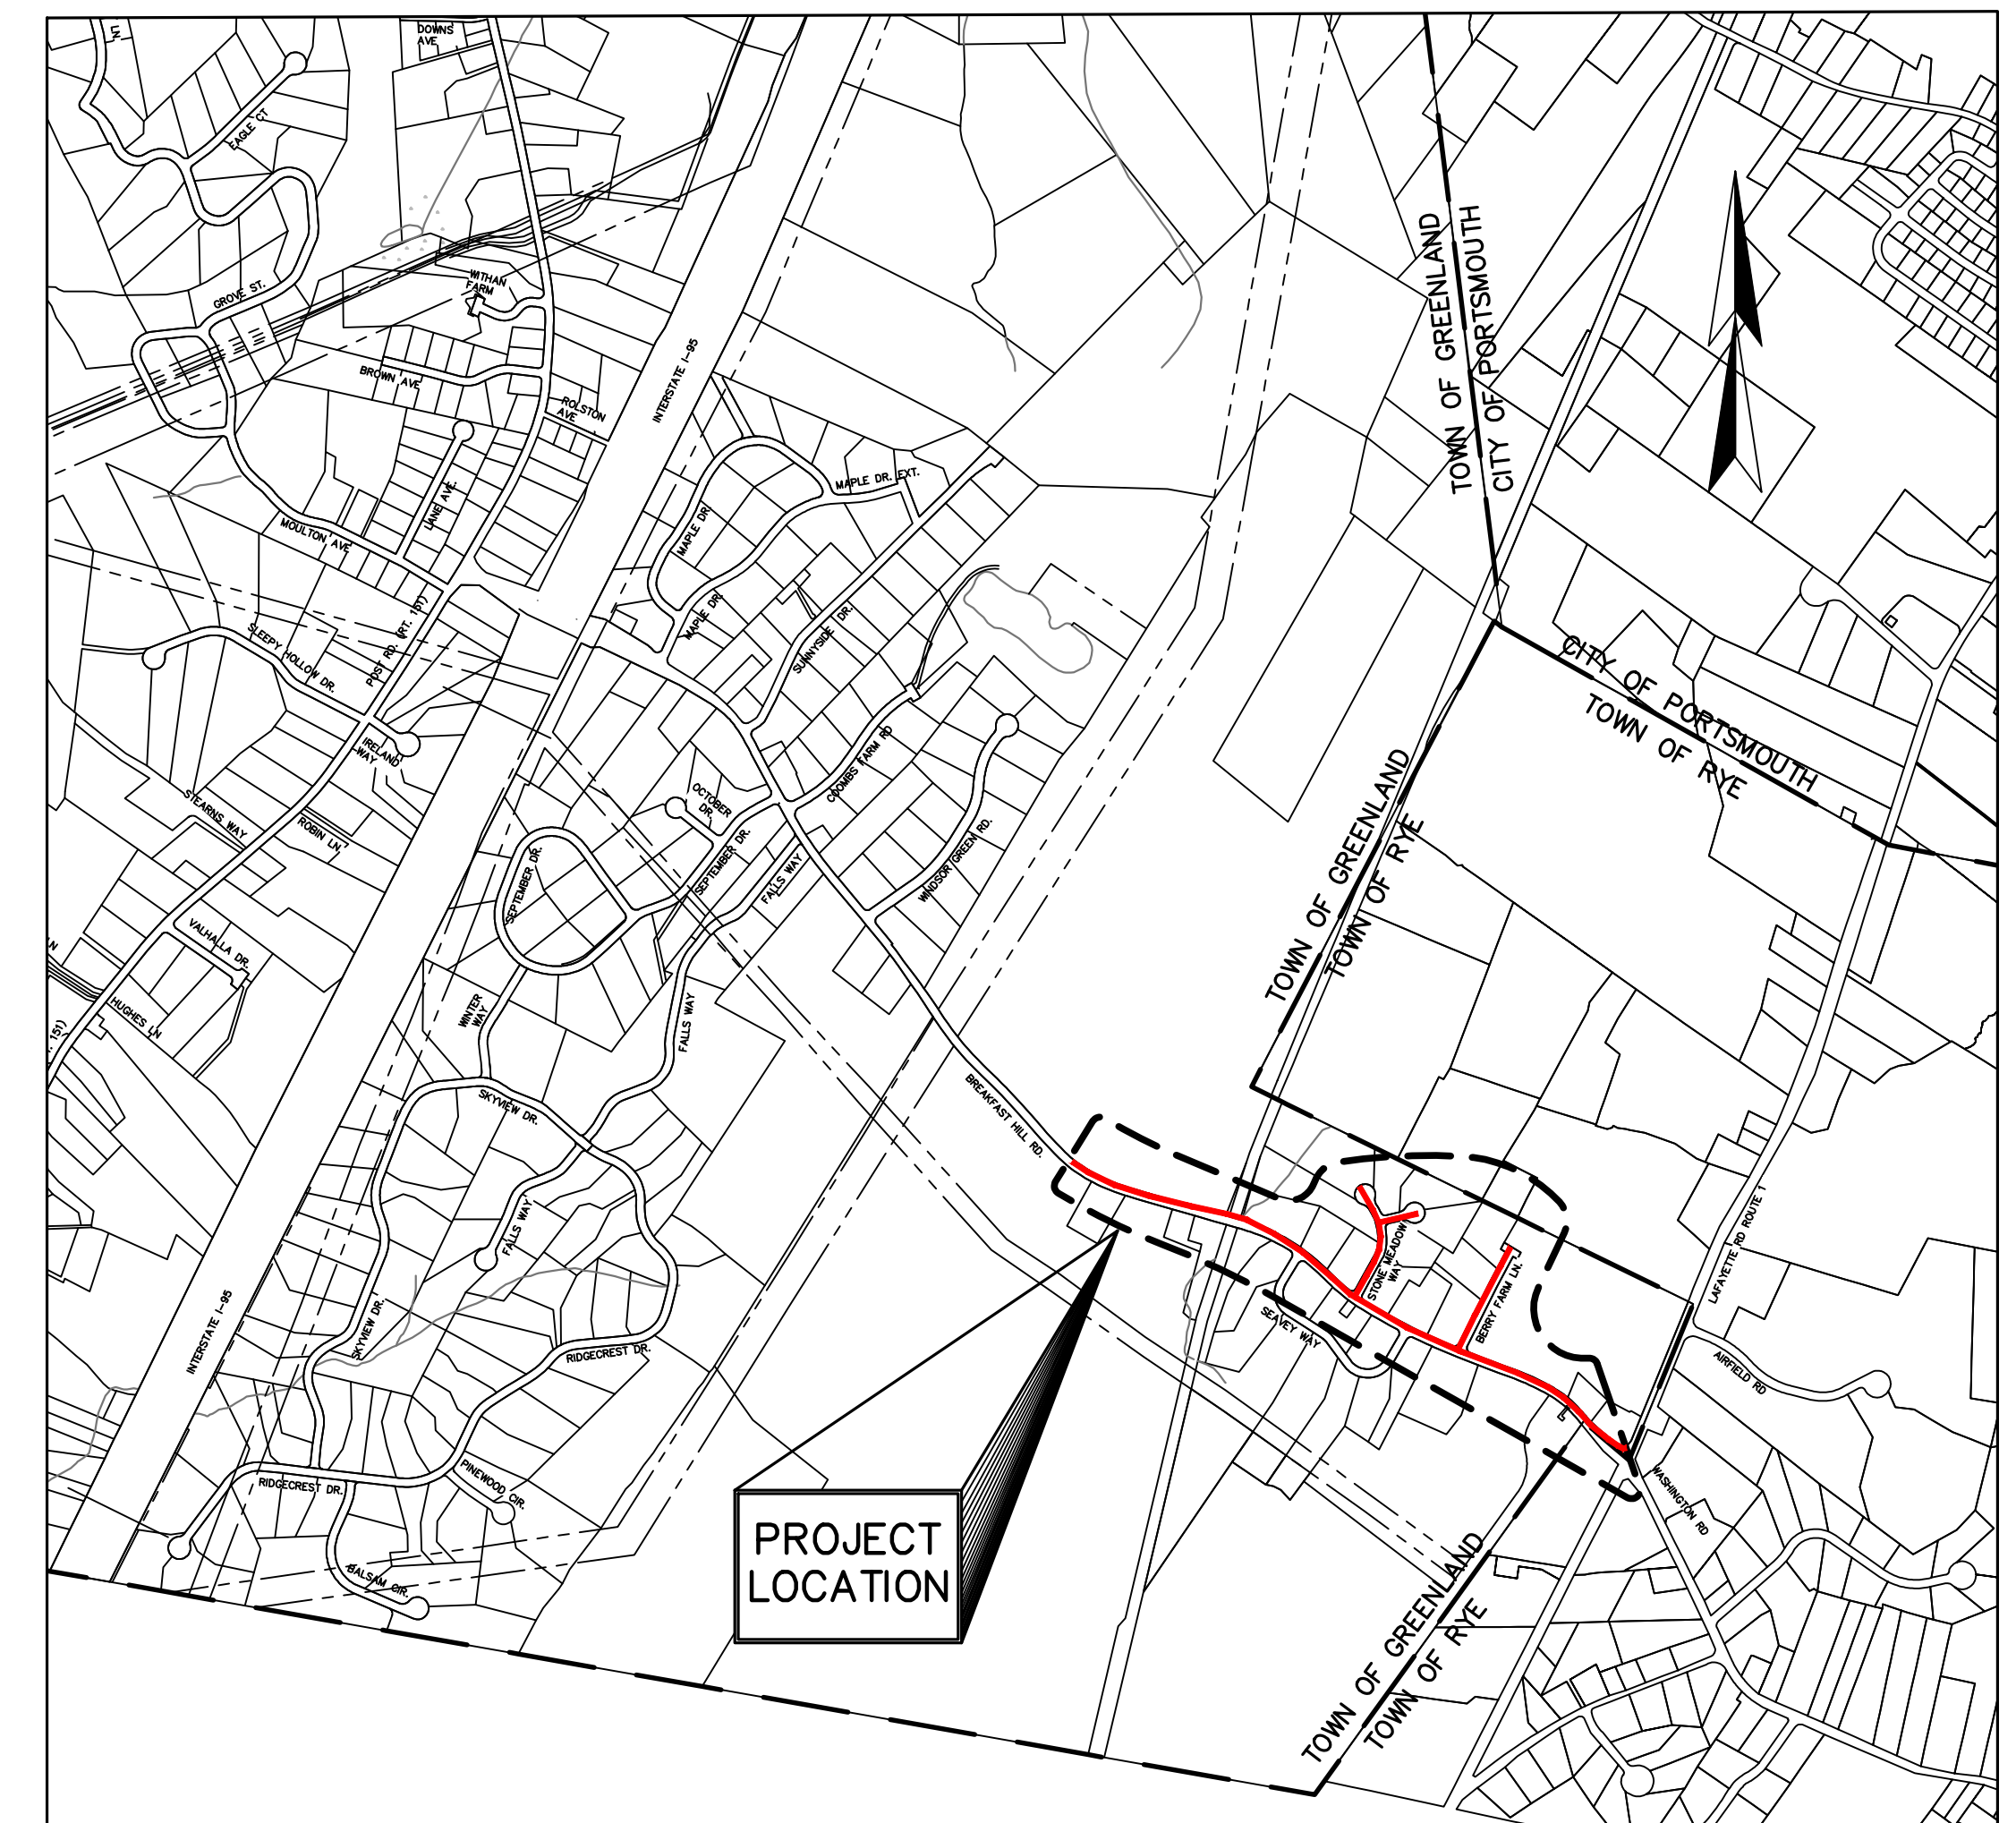 LN
DOWNS
AVE
EAGLE CT
GROVE ST.
WITHAN
FARM
BROWN AVE
ROLSTON
AVE
INTERSTATE I-95
LANE AVE.
MOULTON AVE
MAPLE DR. EXT.
MAPLE DR.
MAPLE DR.
SUNNYSIDE DR.
TOWN OF GREENLAND
CITY OF PORTSMOUTH
SLEEPY HOLLOW DR.
POST RD. (RT. 151)
IRELAND
WAY
STEARNS WAY
ROBIN LN.
OCTOBER
DR.
COOMBS FARM RD
SEPTEMBER DR.
SEPTEMBER DR.
FALLS WAY
WINDSOR GREEN RD.
CITY OF PORTSMOUTH
TOWN OF RYE
TOWN OF GREENLAND
TOWN OF RYE
LN
VALHALLA DR.
HUGHES LN
151)
WINTER
WAY
FALLS WAY
SKYVIEW DR.
BREAKFAST HILL RD.
FALLS WAY
STONE MEADOW
WAY
BERRY FARM LN.
SEAVEY WAY
LAFAYETTE RD ROUTE 1
AIRFIELD RD
INTERSTATE I-95
SKYVIEW DR.
RIDGECREST DR.
RIDGECREST DR.
PINEWOOD CIR.
BALSAM CIR.
WASHINGTON RD
PROJECT
LOCATION
TOWN OF GREENLAND
TOWN OF RYE